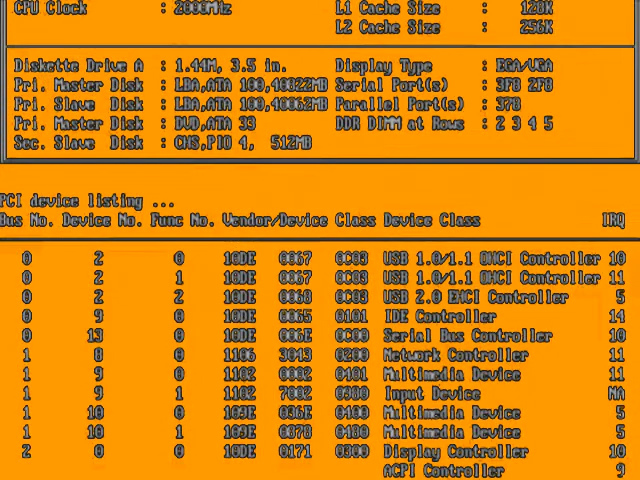 CPU Clock : 2000MHz L1 Cache Size : 128K
L2 Cache Size : 256K
Diskette Drive A : 1.44M, 3.5 in. Display Type : EGA/VGA
Pri. Master Disk : LBA,ATA 100,40022MB Serial Port(s) : 3F8 2F8
Pri. Slave Disk : LBA,ATA 100,40062MB Parallel Port(s) : 378
Pri. Master Disk : DVD,ATA 33 DDR DIMM at Rows : 2 3 4 5
Sec. Slave Disk : CHS,PIO 4, 512MB
PCI device listing ...
Bus No. Device No. Func No. Vendor/Device Class Device Class IRQ
0 2 0 10DE 0067 0C03 USB 1.0/1.1 OHCI Controller 10
0 2 1 10DE 0067 0C03 USB 1.0/1.1 OHCI Controller 11
0 2 2 10DE 0068 0C03 USB 2.0 EHCI Controller 5
0 9 0 10DE 0065 0101 IDE Controller 14
0 13 0 10DE 006E 0C00 Serial Bus Controller 10
1 8 0 1106 3043 0200 Network Controller 11
1 9 0 1102 0002 0401 Multimedia Device 11
1 9 1 1102 7002 0980 Input Device NA
1 10 0 109E 036E 0400 Multimedia Device 5
1 10 1 109E 0878 0480 Multimedia Device 5
2 0 0 10DE 0171 0300 Display Controller 10
ACPI Controller 9